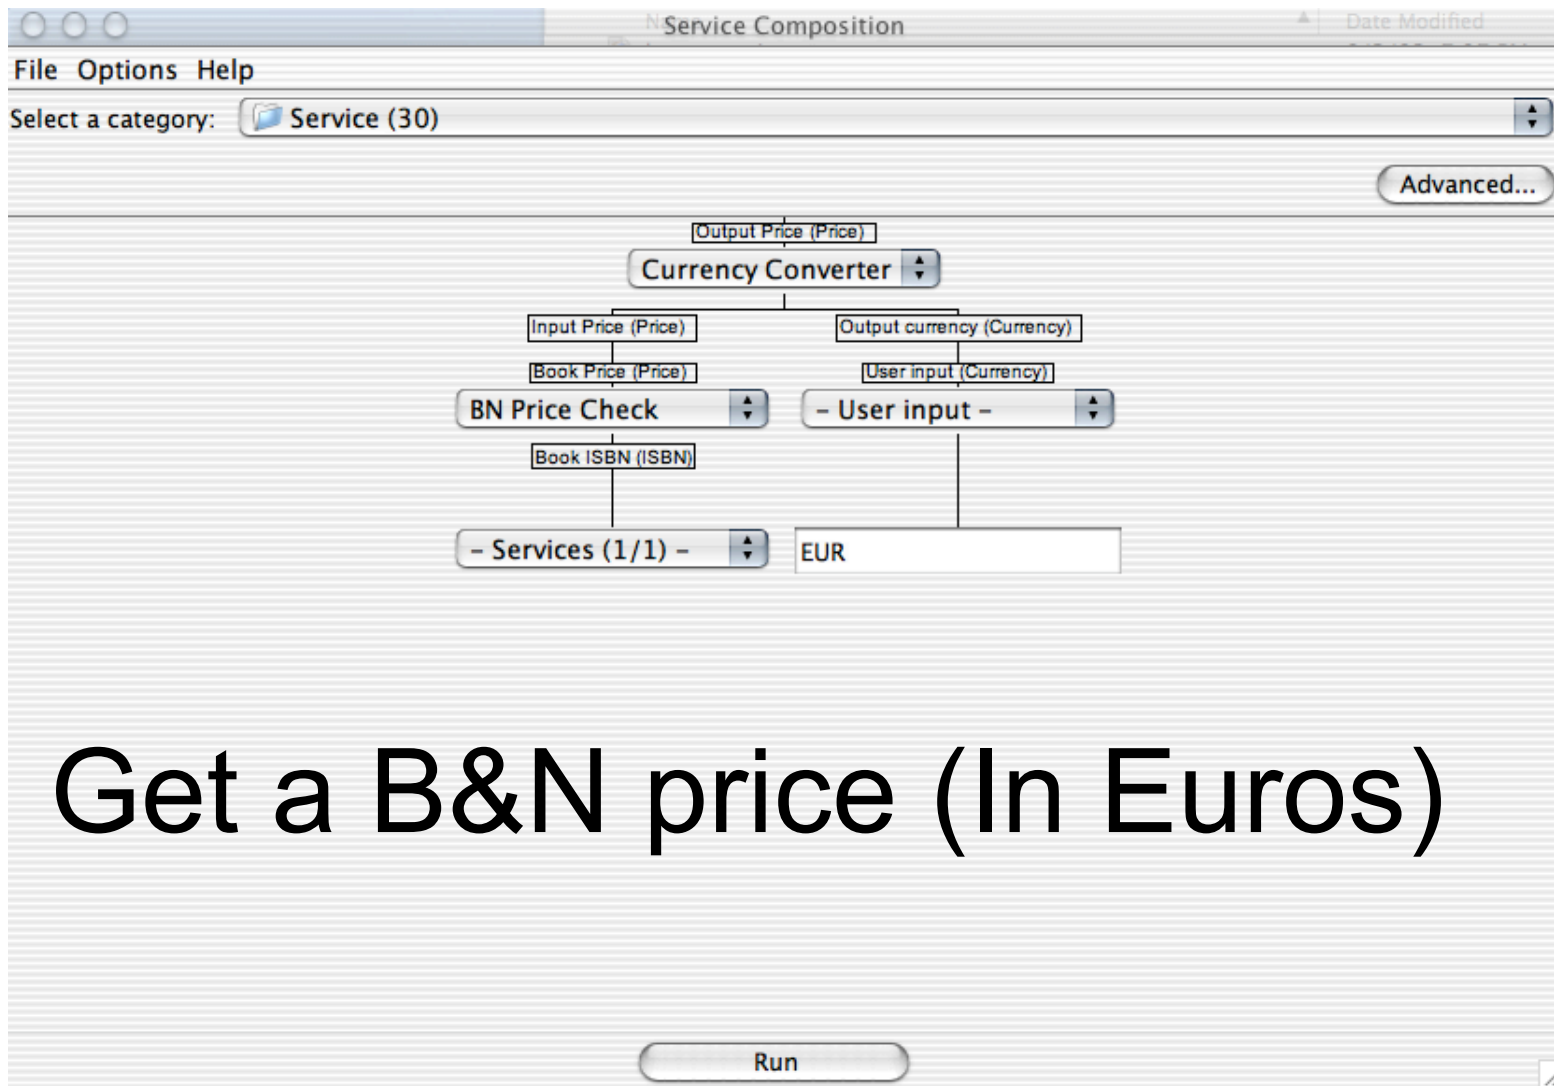 Service Composition
Date Modified
File Options Help
Select a category: Service (30)
Advanced...
Output Price (Price)
Currency Converter
Input Price (Price) Output currency (Currency)
Book Price (Price) User input (Currency)
BN Price Check – User input –
Book ISBN (ISBN)
– Services (1/1) – EUR
Get a B&N price (In Euros)
Run